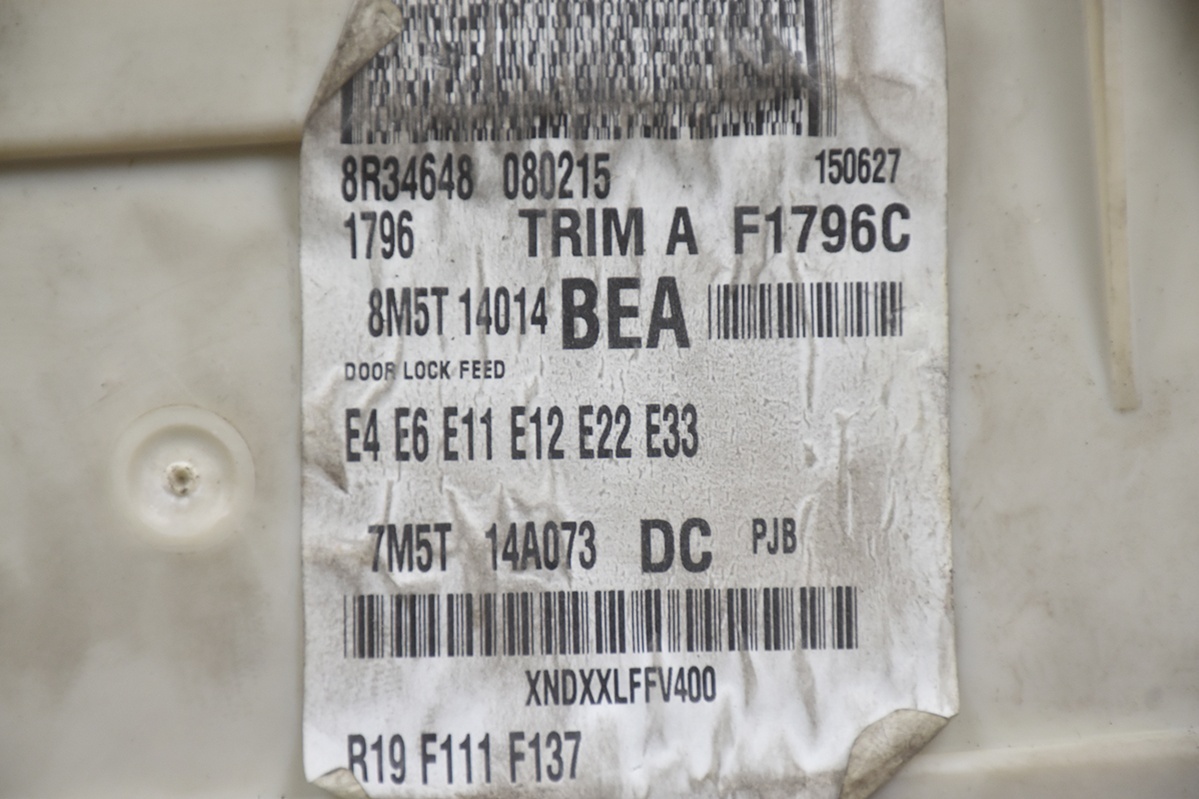 8R34648 080215 150627
1796 TRIM A F1796C
8M5T 14014 BEA
DOOR LOCK FEED
E4 E6 E11 E12 E22 E33
7M5T 14A073 DC PJB
XNDXXLFFV400
R19 F111 F137